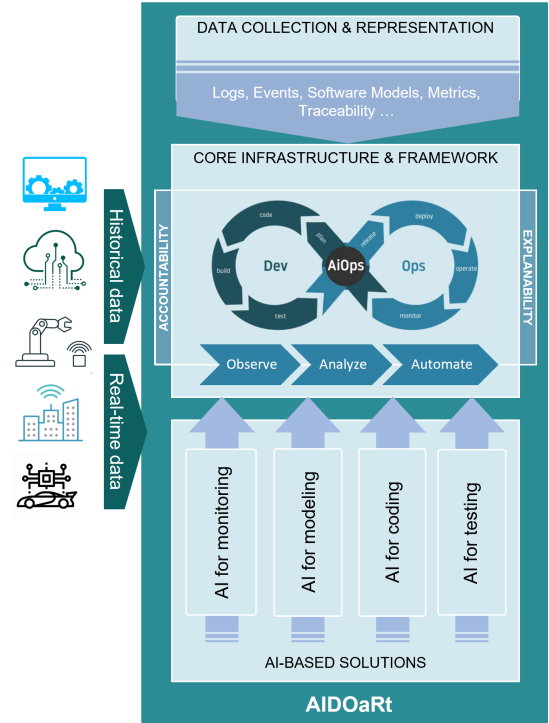 DATA COLLECTION & REPRESENTATION
Logs, Events, Software Models, Metrics,
Traceability ...
CORE INFRASTRUCTURE & FRAMEWORK
Historical data
Real-time data
ACCOUNTABILITY
EXPLANABILITY
code
plan
build
test
Dev
AiOps
release
deploy
Ops
operate
monitor
Observe
Analyze
Automate
AI for monitoring
AI for modeling
AI for coding
AI for testing
AI-BASED SOLUTIONS
AIDOaRt